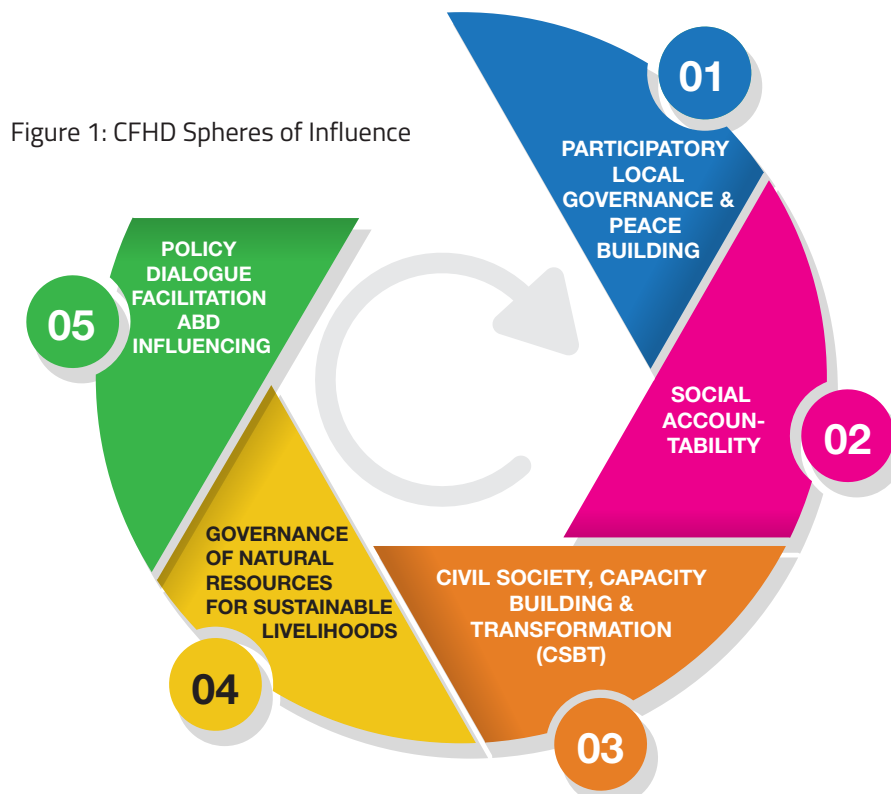 Figure 1: CFHD Spheres of Influence
01
PARTICIPATORY
LOCAL
GOVERNANCE &
PEACE
BUILDING
02
SOCIAL
ACCOUN-
TABILITY
03
CIVIL SOCIETY, CAPACITY
BUILDING &
TRANSFORMATION
(CSBT)
04
GOVERNANCE
OF NATURAL
RESOURCES
FOR SUSTAINABLE
LIVELIHOODS
05
POLICY
DIALOGUE
FACILITATION
ABD
INFLUENCING